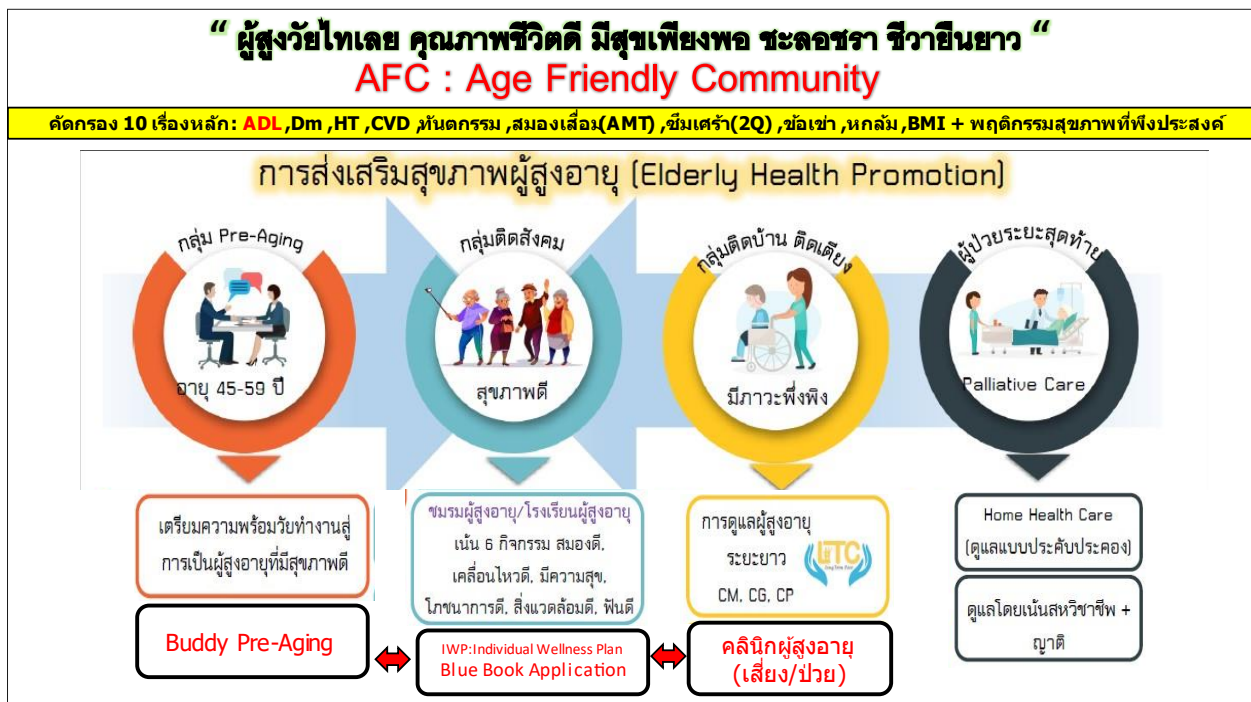 “ ผู้สูงวัยไทเลย คุณภาพชีวิตดี มีสุขเพียงพอ ชะลอชรา ชีวายืนยาว “
AFC : Age Friendly Community
คัดกรอง 10 เรื่องหลัก: ADL ,Dm ,HT ,CVD ,ทันตกรรม ,สมองเสื่อม(AMT) ,ซึมเศร้า(2Q) ,ข้อเข่า ,หกล้ม ,BMI + พฤติกรรมสุขภาพที่พึงประสงค์
การส่งเสริมสุขภาพผู้สูงอายุ (Elderly Health Promotion)
กลุ่ม Pre-Aging
อายุ 45-59 ปี
เตรียมความพร้อมวัยทำงานสู่
การเป็นผู้สูงอายุที่มีสุขภาพดี
Buddy Pre-Aging
กลุ่มติดสังคม
สุขภาพดี
ชมรมผู้สูงอายุ/โรงเรียนผู้สูงอายุ
เน้น 6 กิจกรรม สมองดี,
เคลื่อนไหวดี, มีความสุข,
โภชนาการดี, สิ่งแวดล้อมดี, ฟันดี
IWP:Individual Wellness Plan
Blue Book Application
กลุ่มติดบ้าน ติดเตียง
มีภาวะพึ่งพิง
การดูแลผู้สูงอายุ
ระยะยาว
CM, CG, CP
LTC
คลินิกผู้สูงอายุ
(เสี่ยง/ป่วย)
ผู้ป่วยระยะสุดท้าย
Palliative Care
Home Health Care
(ดูแลแบบประคับประคอง)
ดูแลโดยเน้นสหวิชาชีพ +
ญาติ